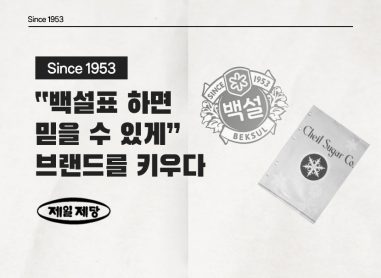 Since 1953
Since 1953
“백설표 하면
믿을 수 있게”
브랜드를 키우다
제일제당
SINCE 1953
백설
BEKSUL
Cheil Sugar Co